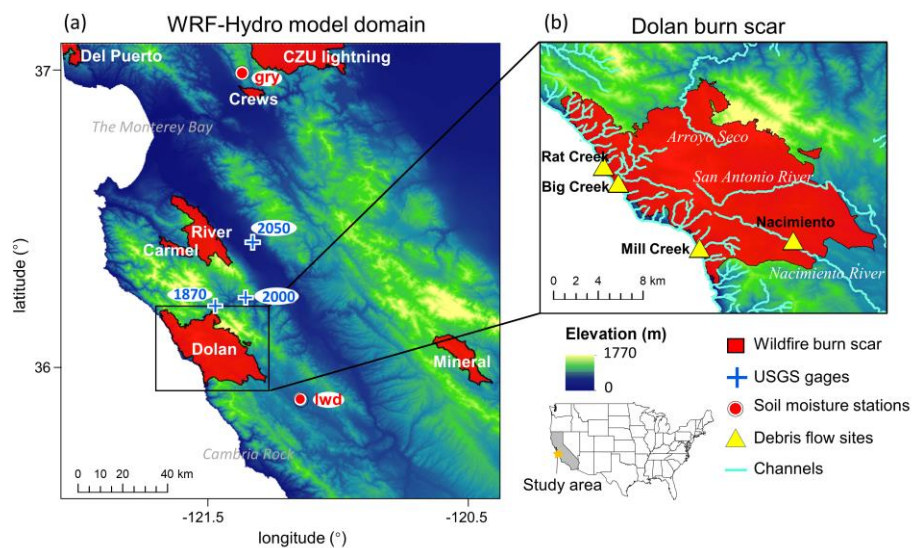 (a)
WRF-Hydro model domain
Del Puerto
CZU lightning
37
gry
Crews
The Monterey Bay
River
Carmel
2050
1870
2000
Dolan
36
Mineral
lwd
Cambria Rock
0 10 20 40 km
-121.5
-120.5
longitude (°)
latitude (°)
(b)
Dolan burn scar
Arroyo Seco
Rat Creek
San Antonio River
Big Creek
Nacimiento
Mill Creek
Nacimiento River
0 2 4 8 km
Elevation (m)
1770
0
Study area
Wildfire burn scar
USGS gages
Soil moisture stations
Debris flow sites
Channels